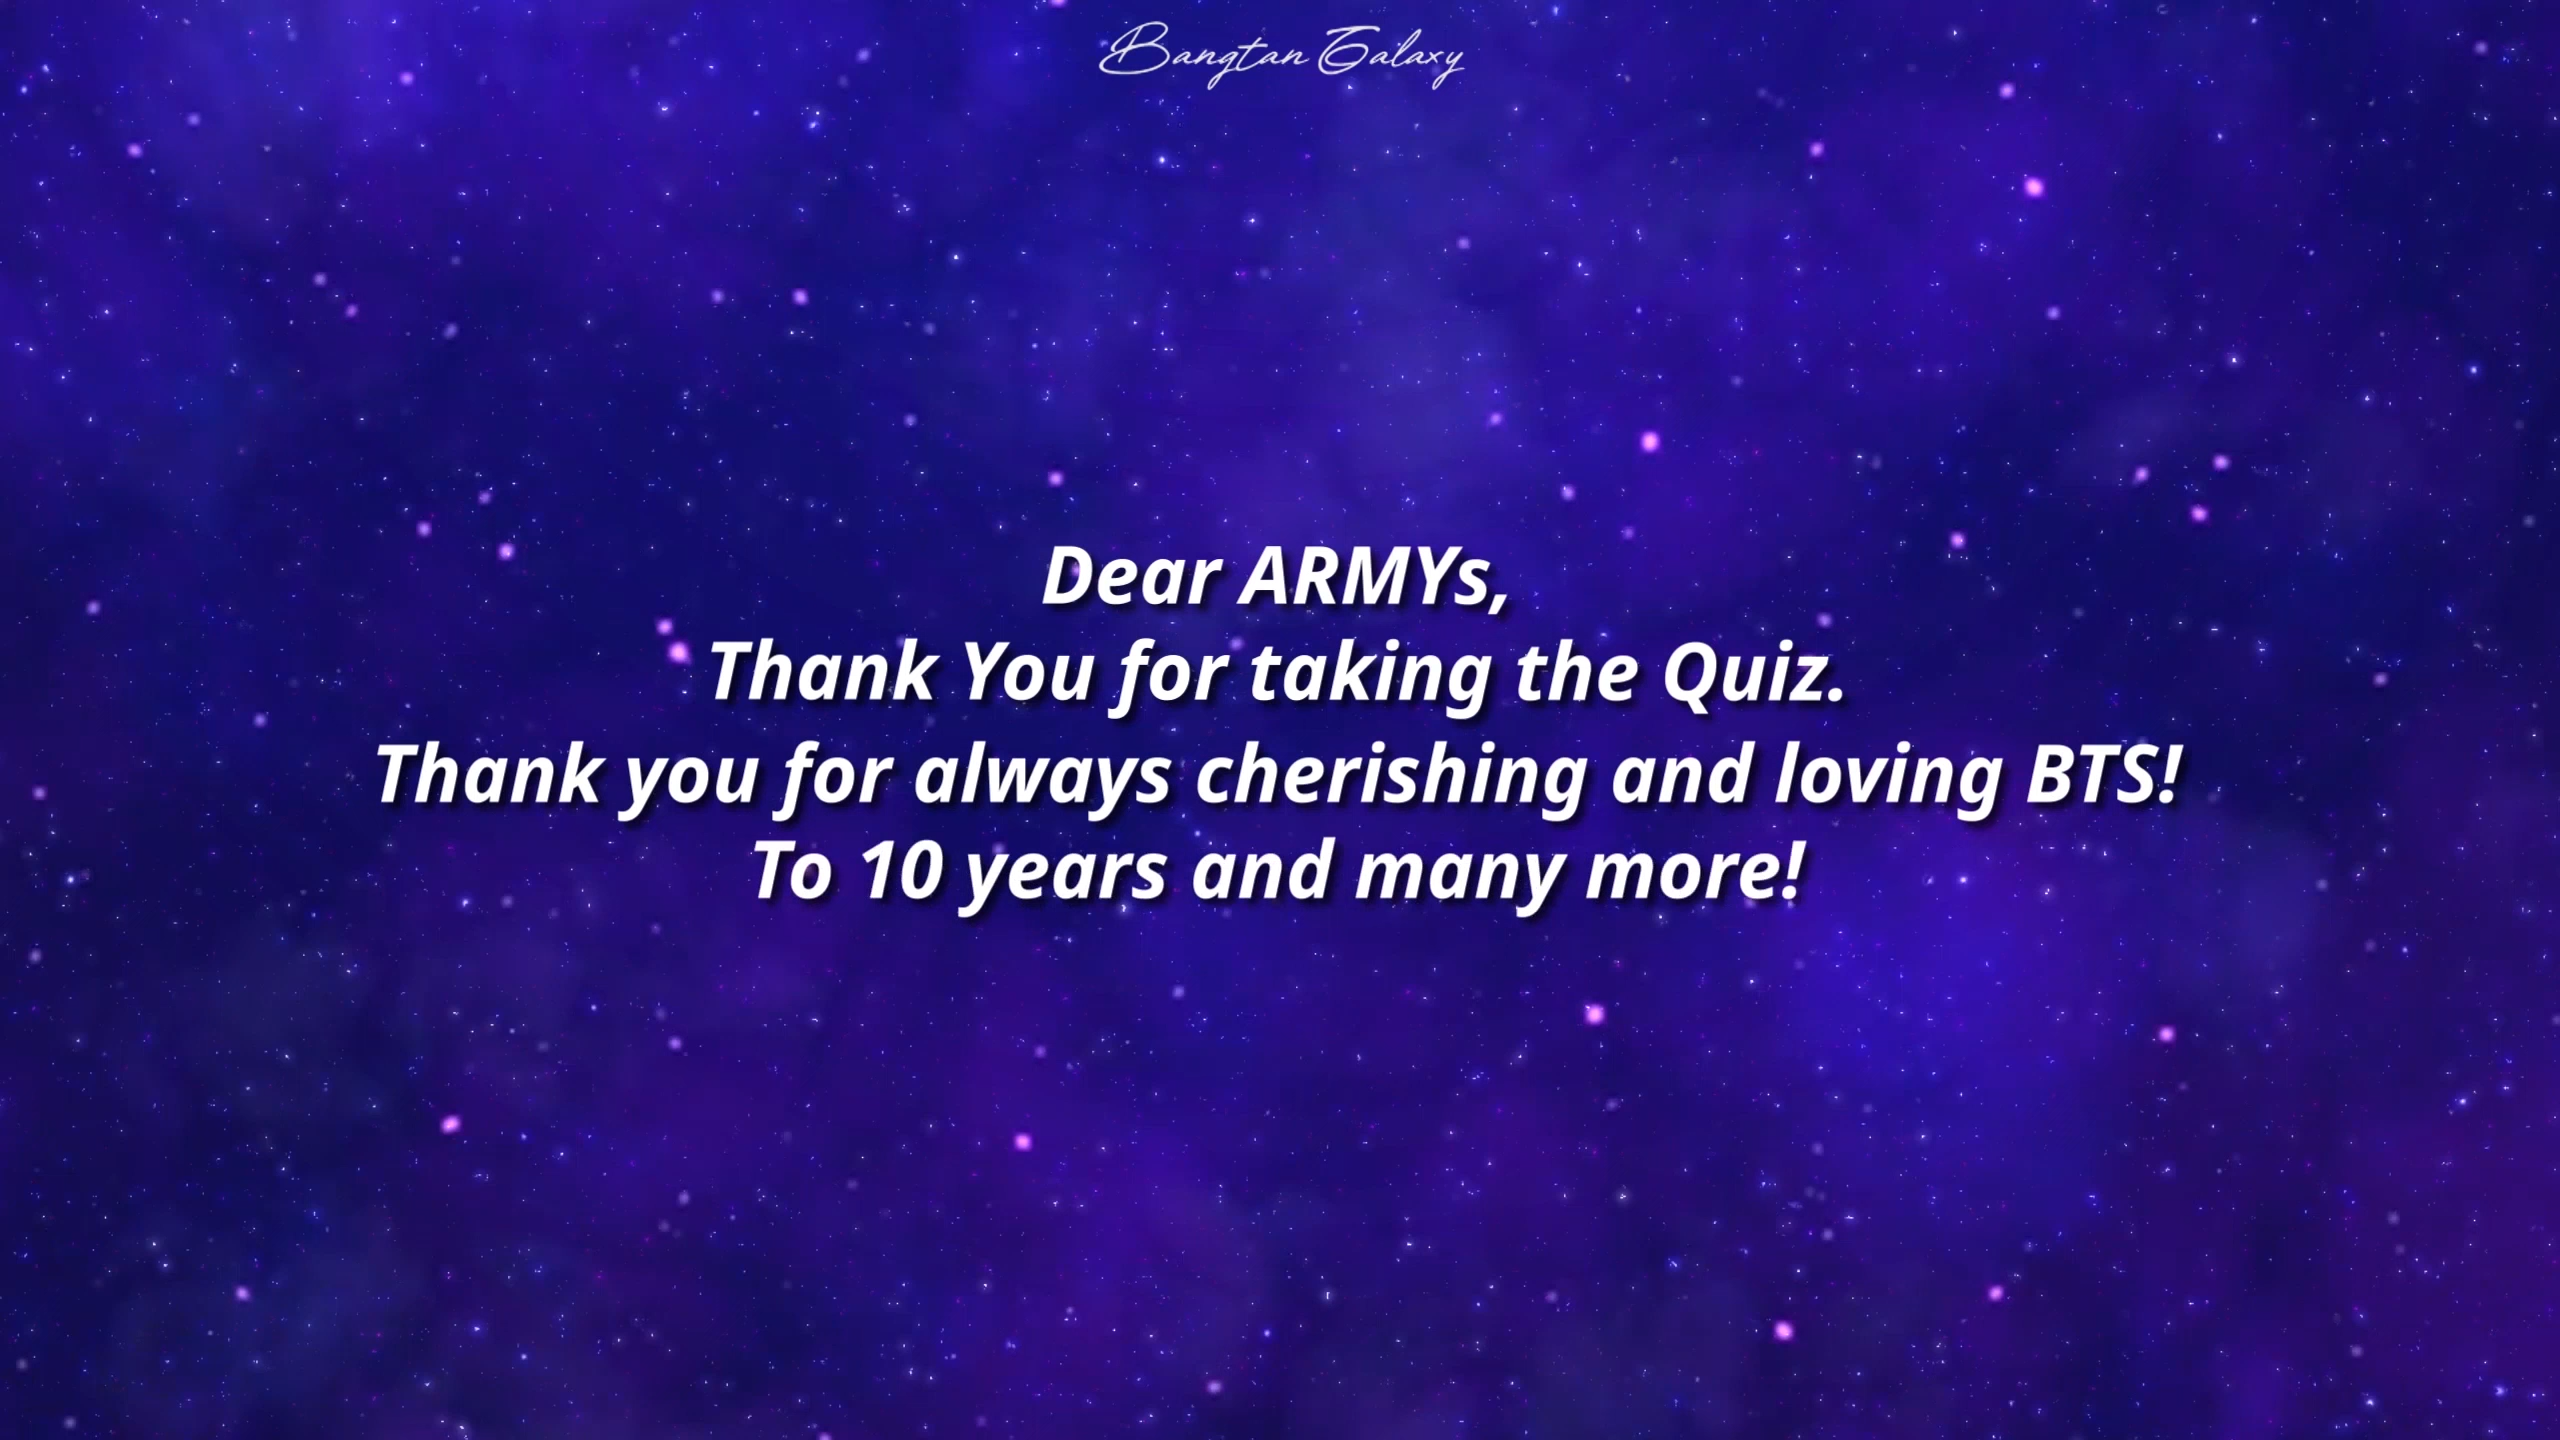 Bangtan Galaxy
Dear ARMYs,
Thank You for taking the Quiz.
Thank you for always cherishing and loving BTS!
To 10 years and many more!